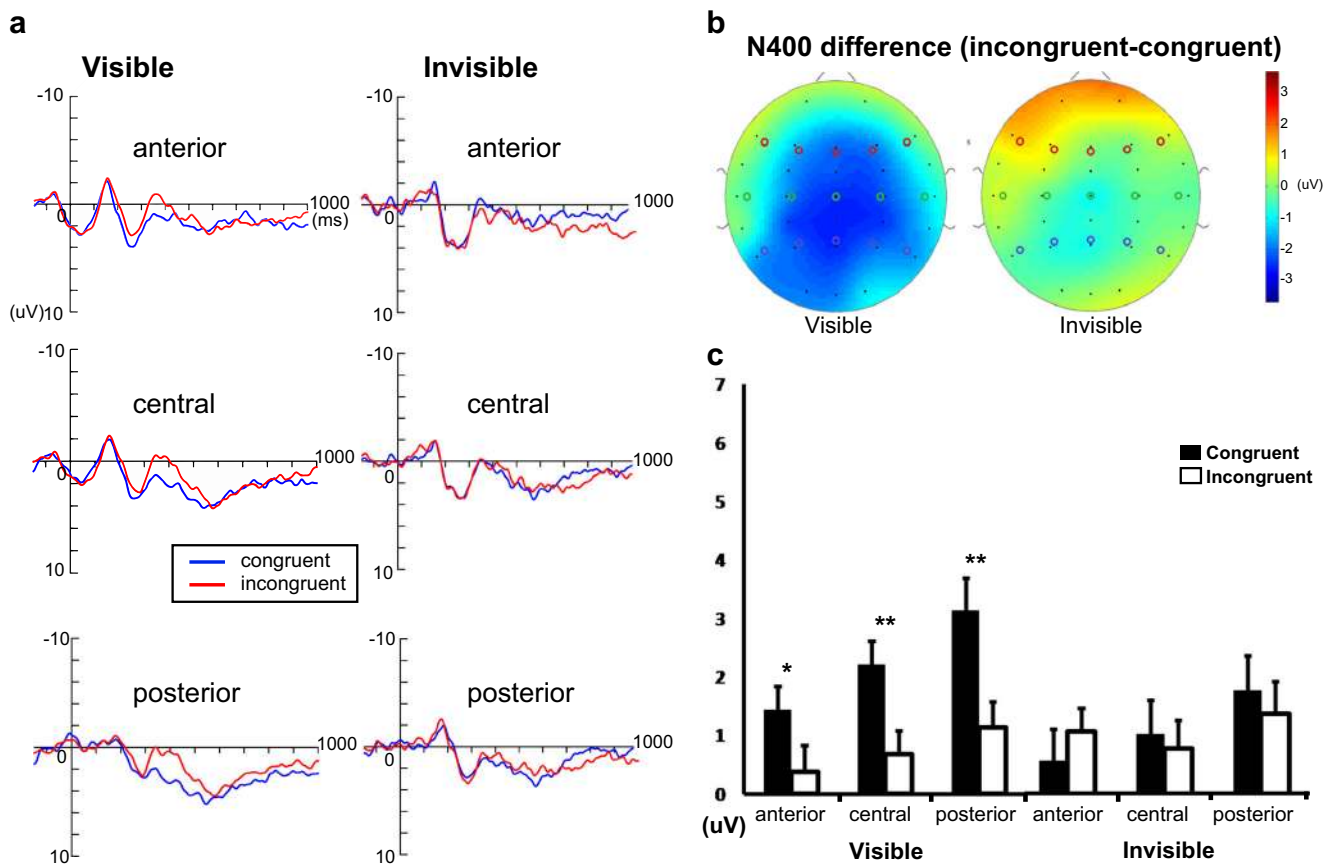 a
Visible
Invisible
-10
anterior
0
1000
(ms)
(uV)10
-10
anterior
0
1000
10
-10
central
0
1000
10
-10
central
0
1000
10
congruent
incongruent
-10
posterior
0
1000
10
-10
posterior
0
1000
10
b
N400 difference (incongruent-congruent)
Visible
Invisible
3
2
1
0 (uV)
-1
-2
-3
c
7
6
5
4
3
2
1
0
(uV)
Congruent
Incongruent
*
**
**
anterior central posterior anterior central posterior
Visible Invisible